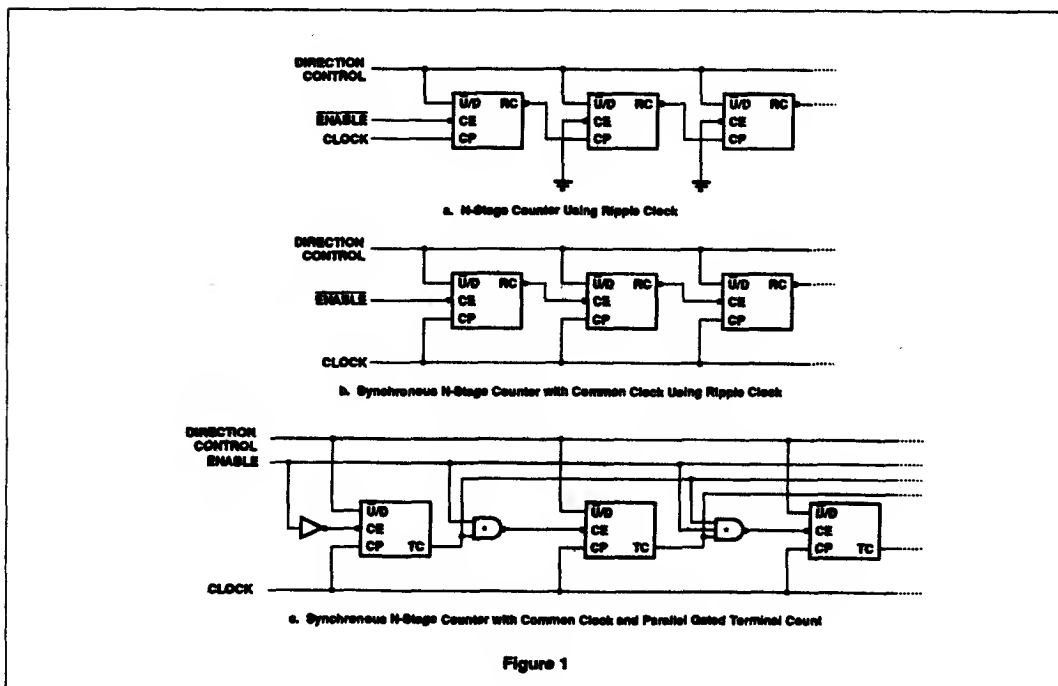 DIRECTION
CONTROL
U̅/D RC
U̅/D RC
U̅/D RC
E̅N̅A̅B̅L̅E̅
CE
CE
CE
CLOCK
CP
CP
CP
a. N-Stage Counter Using Ripple Clock
DIRECTION
CONTROL
U̅/D RC
U̅/D RC
U̅/D RC
E̅N̅A̅B̅L̅E̅
CE
CE
CE
CP
CP
CP
CLOCK
b. Synchronous N-Stage Counter with Common Clock Using Ripple Clock
DIRECTION
CONTROL
ENABLE
U̅/D
U̅/D
U̅/D
CE
CE
CE
CP TC
CP TC
CP TC
CLOCK
c. Synchronous N-Stage Counter with Common Clock and Parallel Gated Terminal Count
Figure 1